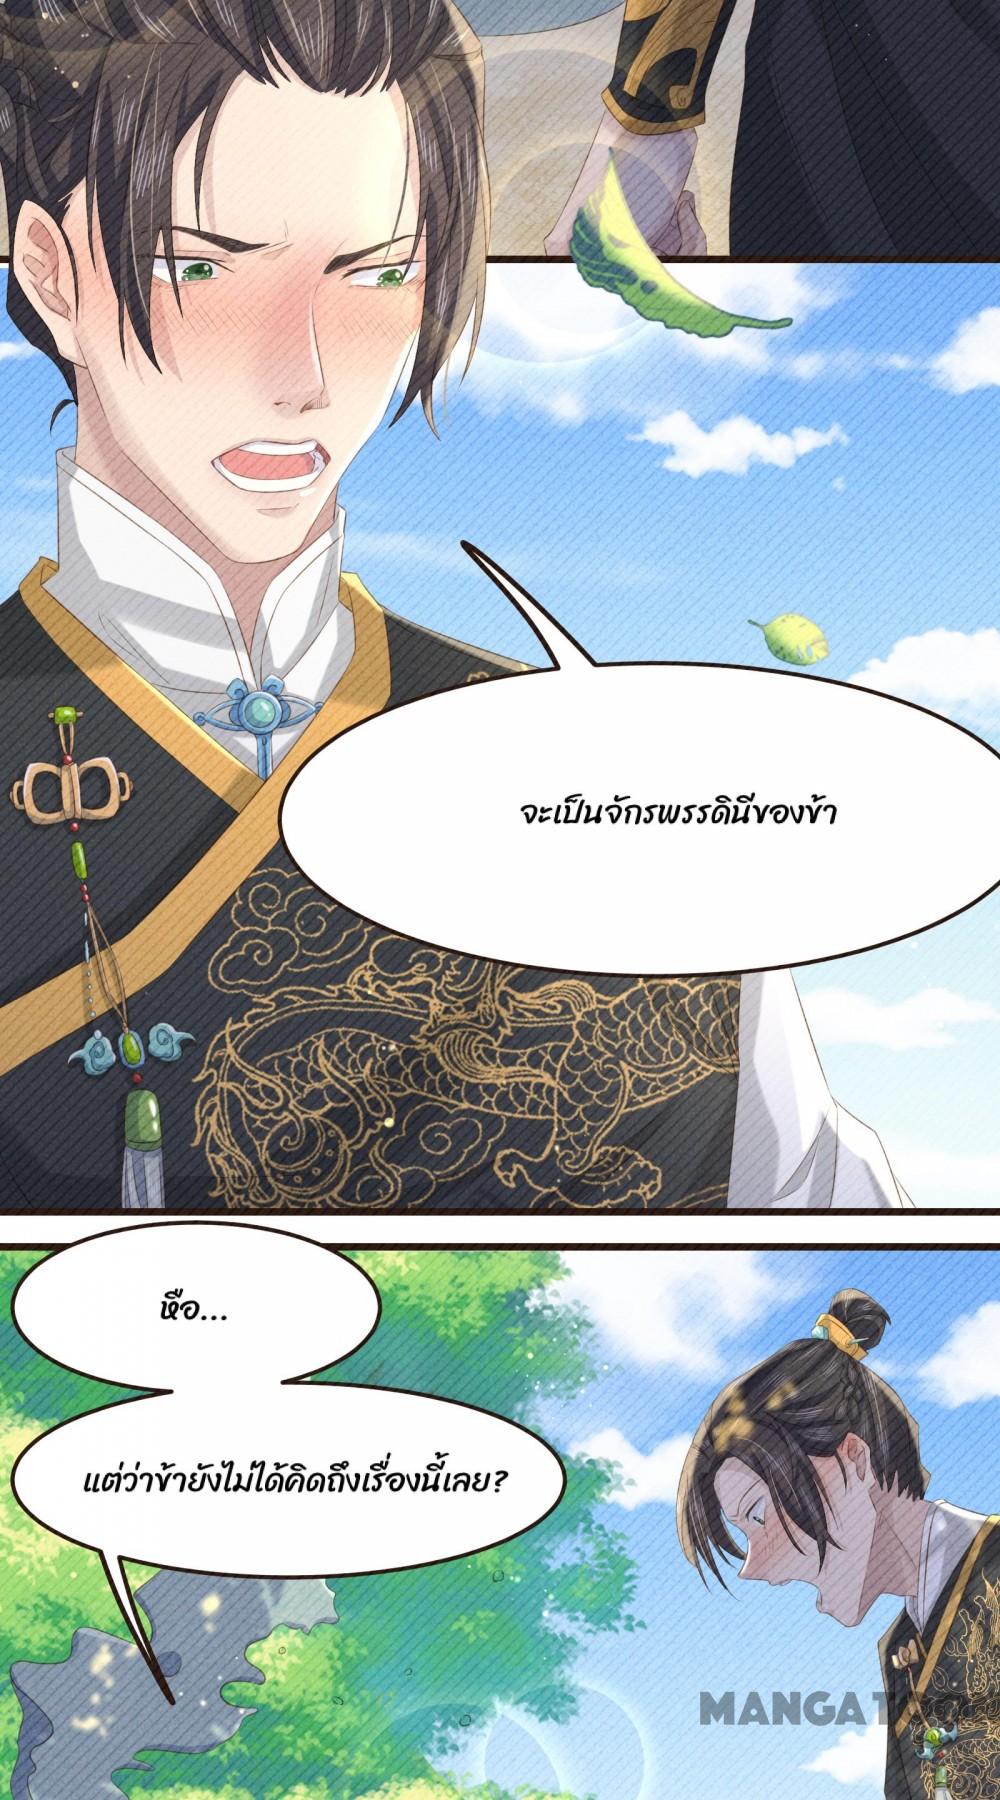 จะเป็นจักรพรรดินีของข้า
หือ...
แต่ว่าข้ายังไม่ได้คิดถึงเรื่องนี้เลย?
MANGA TOON